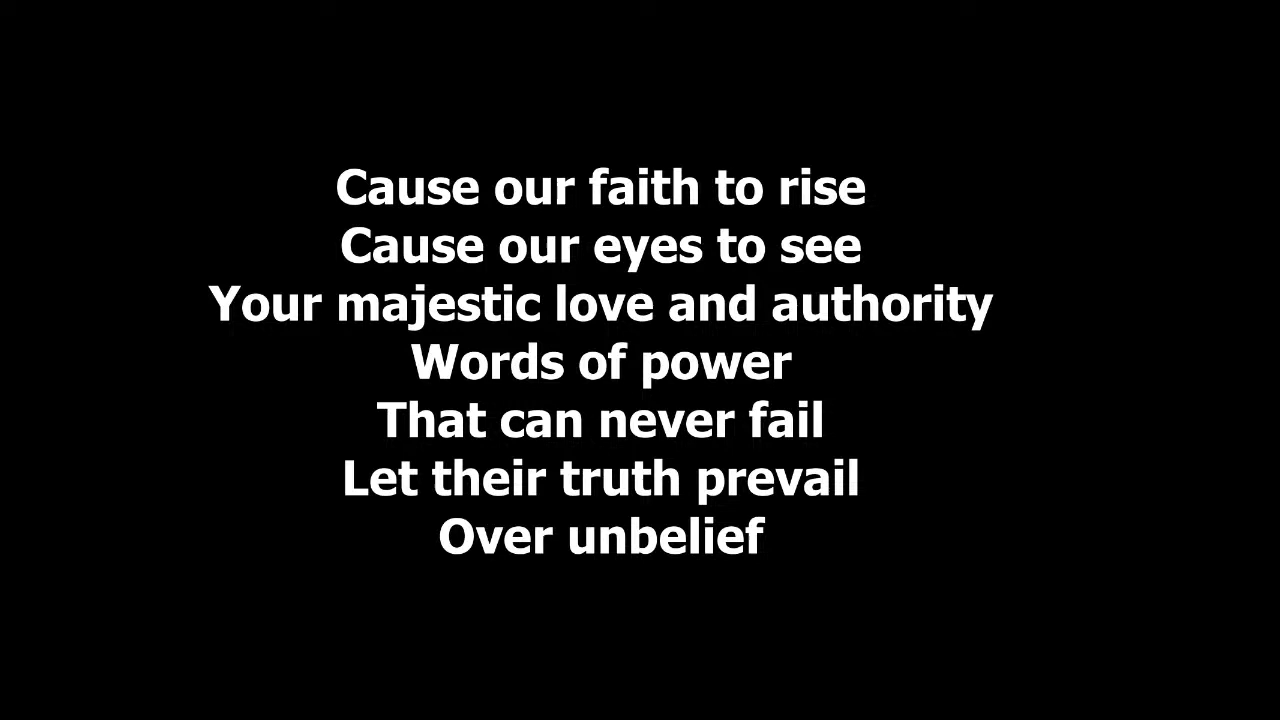 Cause our faith to rise
Cause our eyes to see
Your majestic love and authority
Words of power
That can never fail
Let their truth prevail
Over unbelief